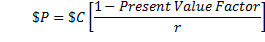 $P = $C [ (1 − Present Value Factor) / r ]